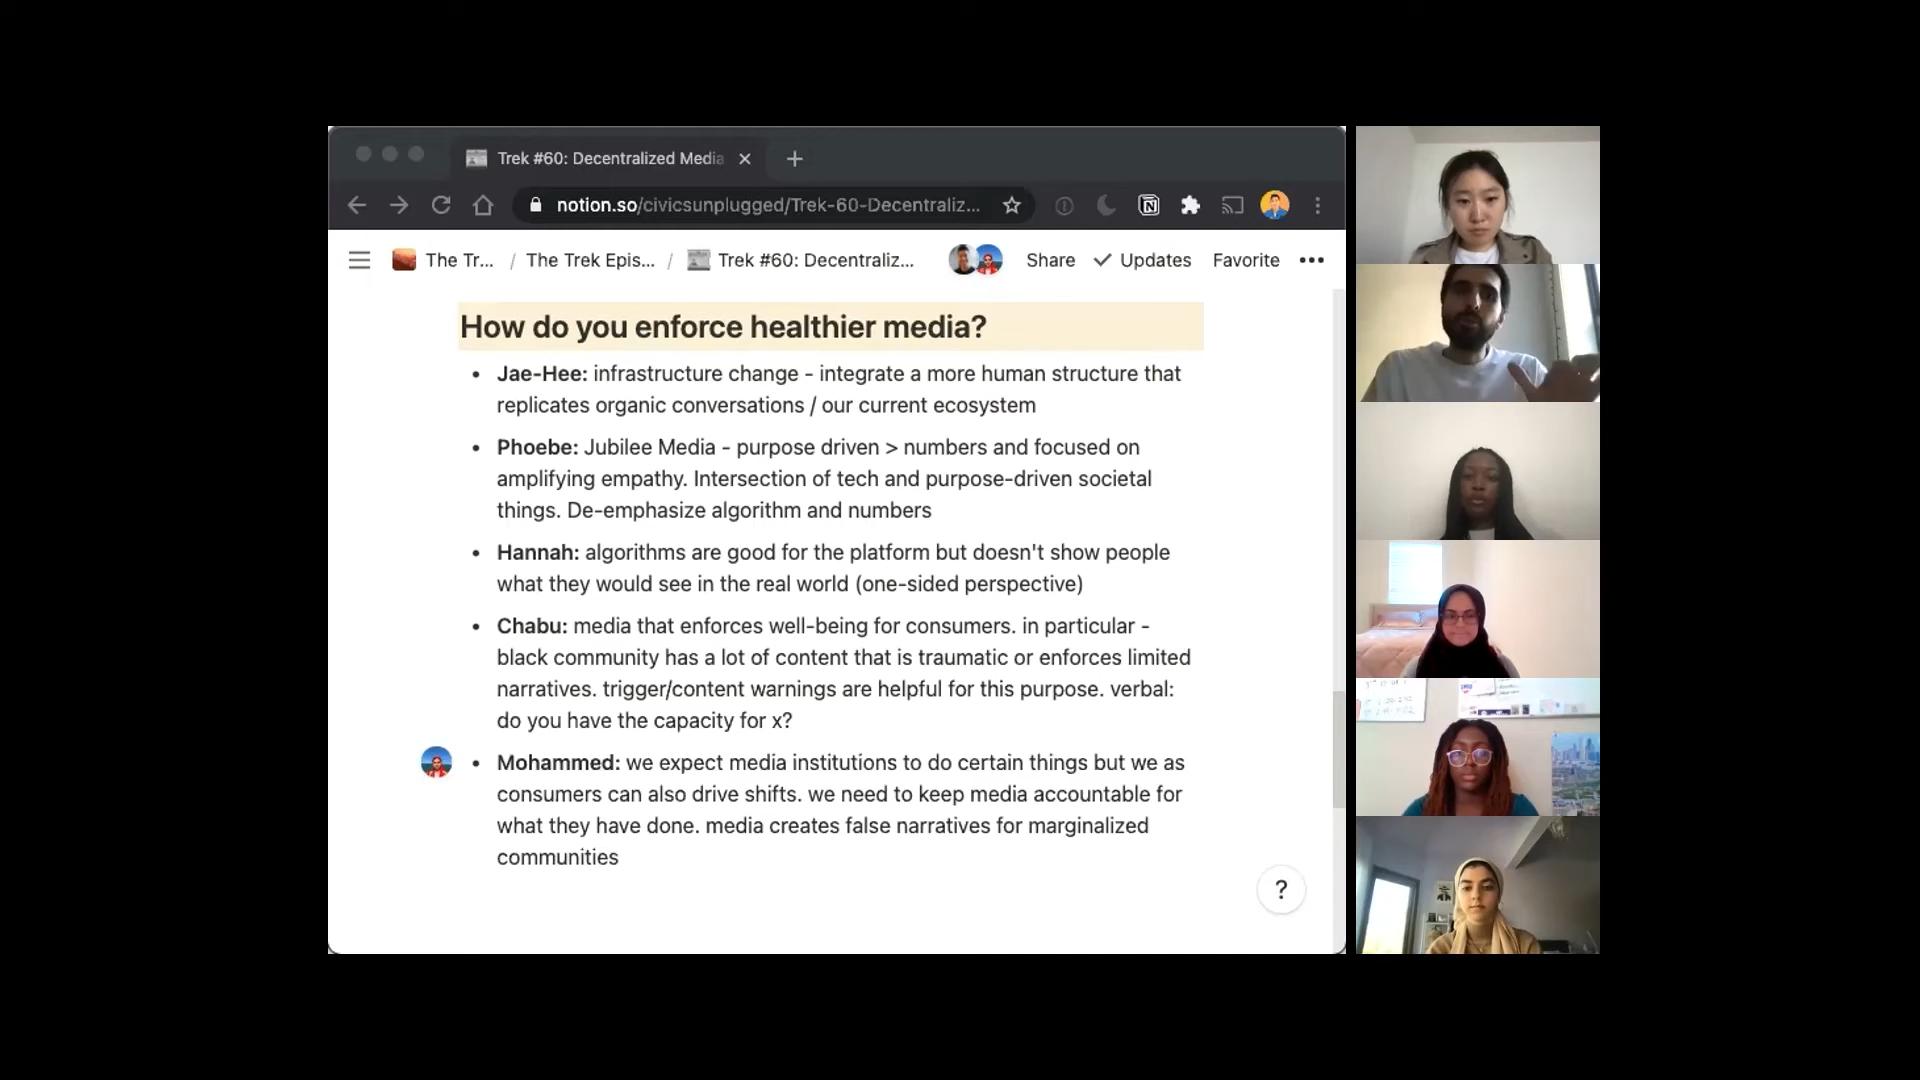 Trek #60: Decentralized Media
notion.so/civicsunplugged/Trek-60-Decentraliz...
The Tr... / The Trek Epis... / Trek #60: Decentraliz... Share Updates Favorite
How do you enforce healthier media?
• Jae-Hee: infrastructure change - integrate a more human structure that
replicates organic conversations / our current ecosystem
• Phoebe: Jubilee Media - purpose driven > numbers and focused on
amplifying empathy. Intersection of tech and purpose-driven societal
things. De-emphasize algorithm and numbers
• Hannah: algorithms are good for the platform but doesn't show people
what they would see in the real world (one-sided perspective)
• Chabu: media that enforces well-being for consumers. in particular -
black community has a lot of content that is traumatic or enforces limited
narratives. trigger/content warnings are helpful for this purpose. verbal:
do you have the capacity for x?
• Mohammed: we expect media institutions to do certain things but we as
consumers can also drive shifts. we need to keep media accountable for
what they have done. media creates false narratives for marginalized
communities
?